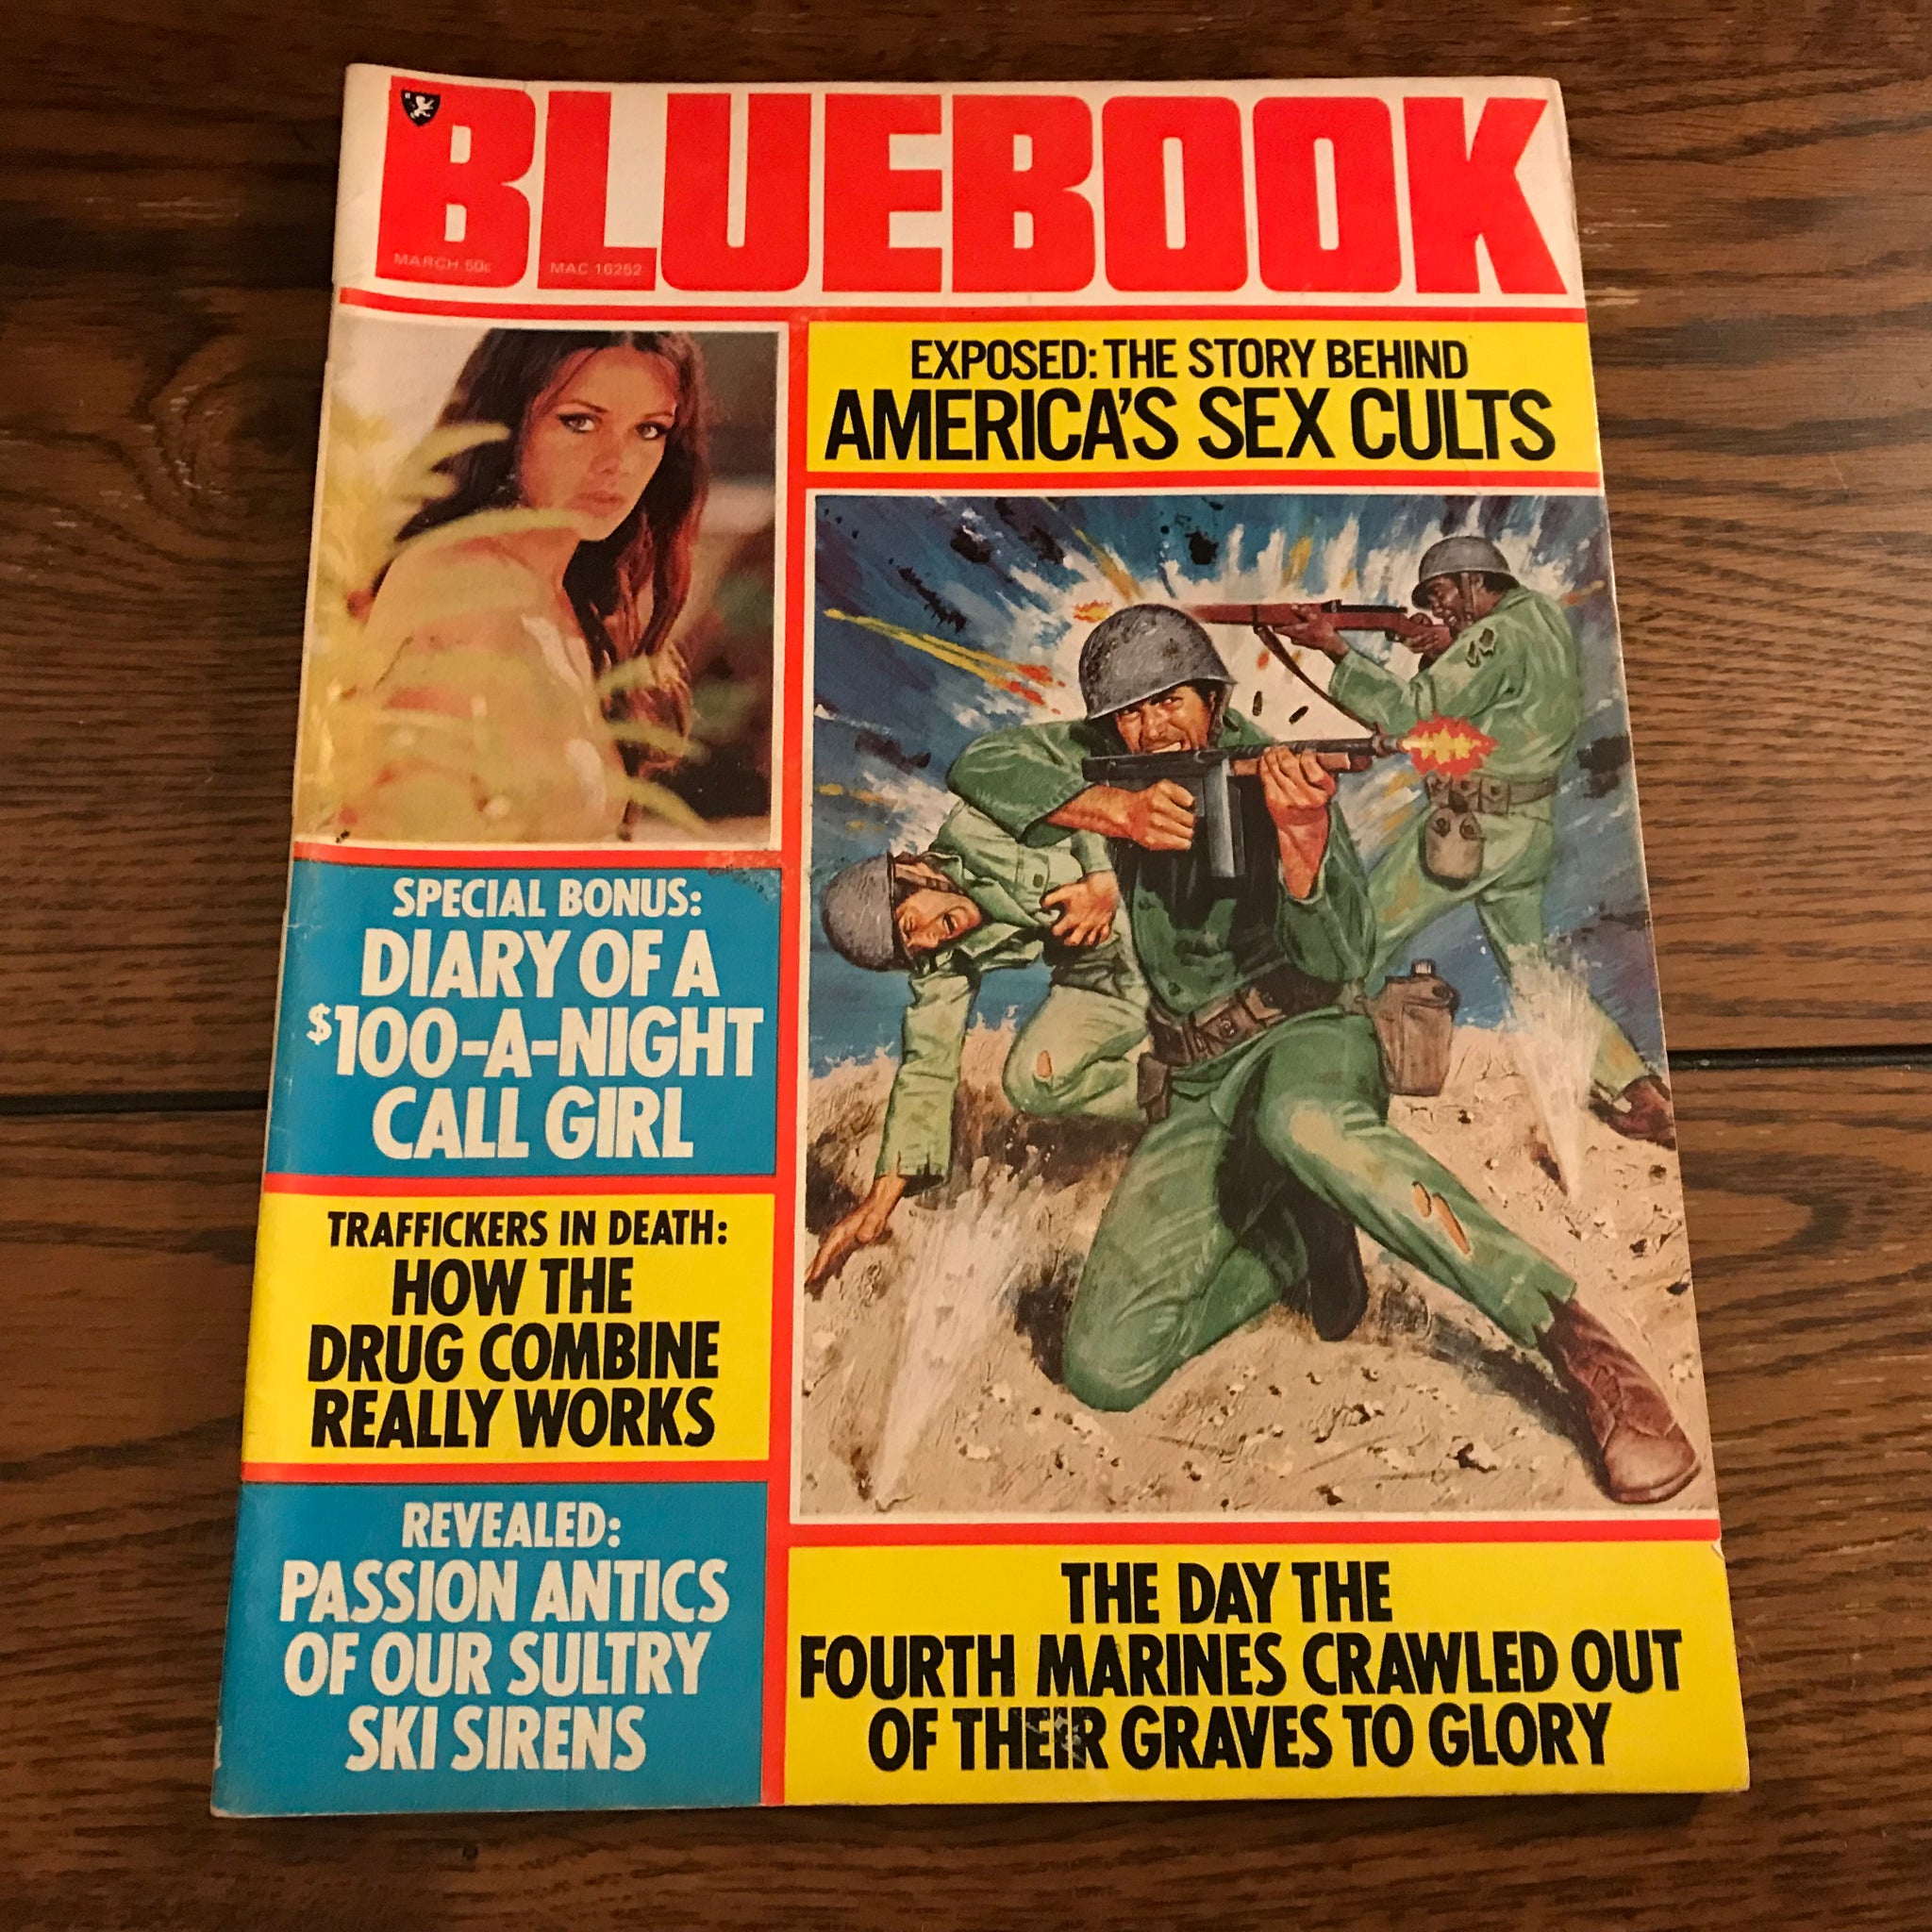 BLUEBOOK
MARCH 50¢
MAC 16252
EXPOSED: THE STORY BEHIND
AMERICA'S SEX CULTS
SPECIAL BONUS:
DIARY OF A
$100-A-NIGHT
CALL GIRL
TRAFFICKERS IN DEATH:
HOW THE
DRUG COMBINE
REALLY WORKS
REVEALED:
PASSION ANTICS
OF OUR SULTRY
SKI SIRENS
THE DAY THE
FOURTH MARINES CRAWLED OUT
OF THEIR GRAVES TO GLORY